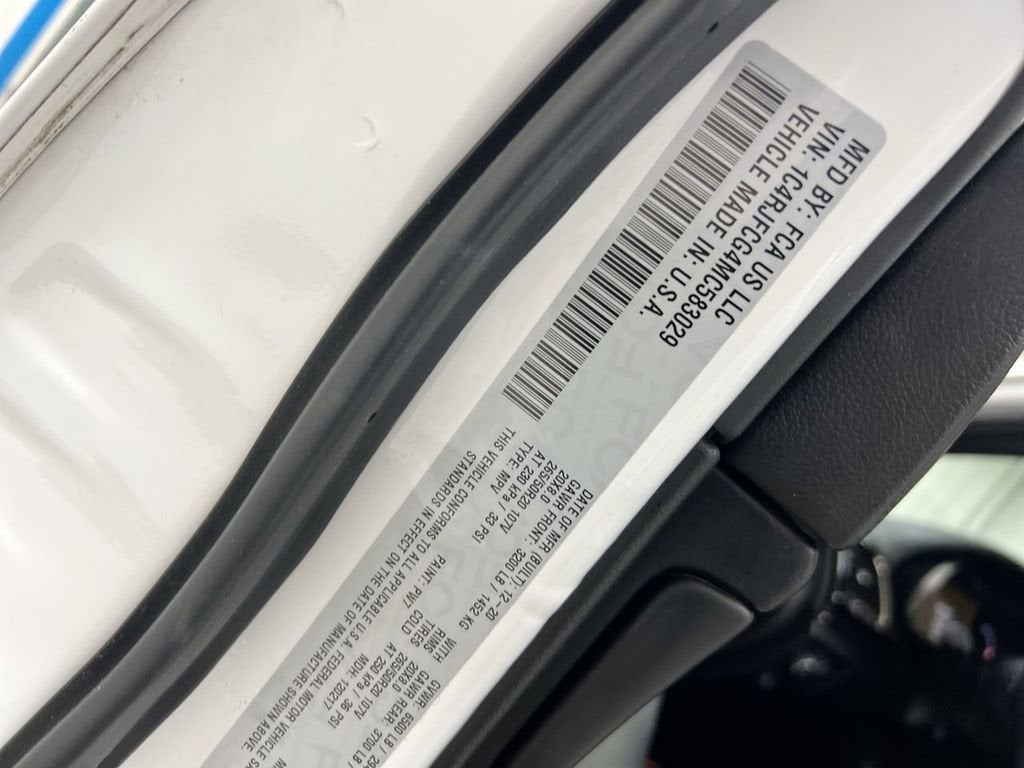 MFD BY: FCA US LLC
VIN: 1C4RJFCG4MC583029
VEHICLE MADE IN: U.S.A.
DATE OF MFR (BUILT): 12-20 GVWR: 6500 LB /
GAWR FRONT: 3200 LB / 1452 KG WITH GAWR REAR: 3700 LB /
20X8.0 RIMS 20X8.0
265/50R20 107V TIRES 265/50R20 107V
AT 230 kPa / 33 PSI COLD AT 250 kPa / 36 PSI
TYPE: MPV PAINT: PW7 MDH: 120217
THIS VEHICLE CONFORMS TO ALL APPLICABLE U.S.A. FEDERAL MOTOR VEHICLE
STANDARDS IN EFFECT ON THE DATE OF MANUFACTURE SHOWN ABOVE